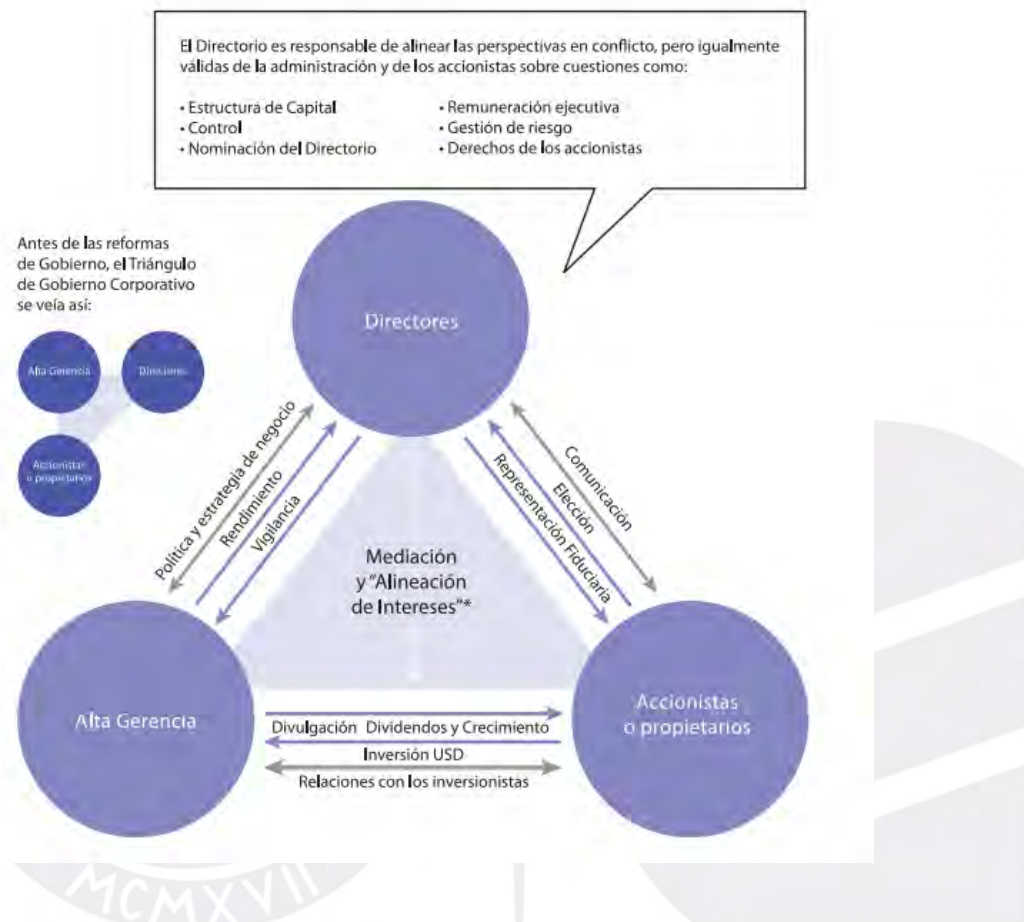 El Directorio es responsable de alinear las perspectivas en conflicto, pero igualmente
válidas de la administración y de los accionistas sobre cuestiones como:
• Estructura de Capital
• Control
• Nominación del Directorio
• Remuneración ejecutiva
• Gestión de riesgo
• Derechos de los accionistas
Antes de las reformas
de Gobierno, el Triángulo
de Gobierno Corporativo
se veía así:
Alta Gerencia
Directores
Accionistas
o propietarios
Directores
Política y estrategia de negocio
Rendimiento
Vigilancia
Comunicación
Elección
Representación Fiduciaria
Mediación
y "Alineación
de Intereses"*
Alta Gerencia
Accionistas
o propietarios
Divulgación Dividendos y Crecimiento
Inversión USD
Relaciones con los inversionistas
MCMXVII